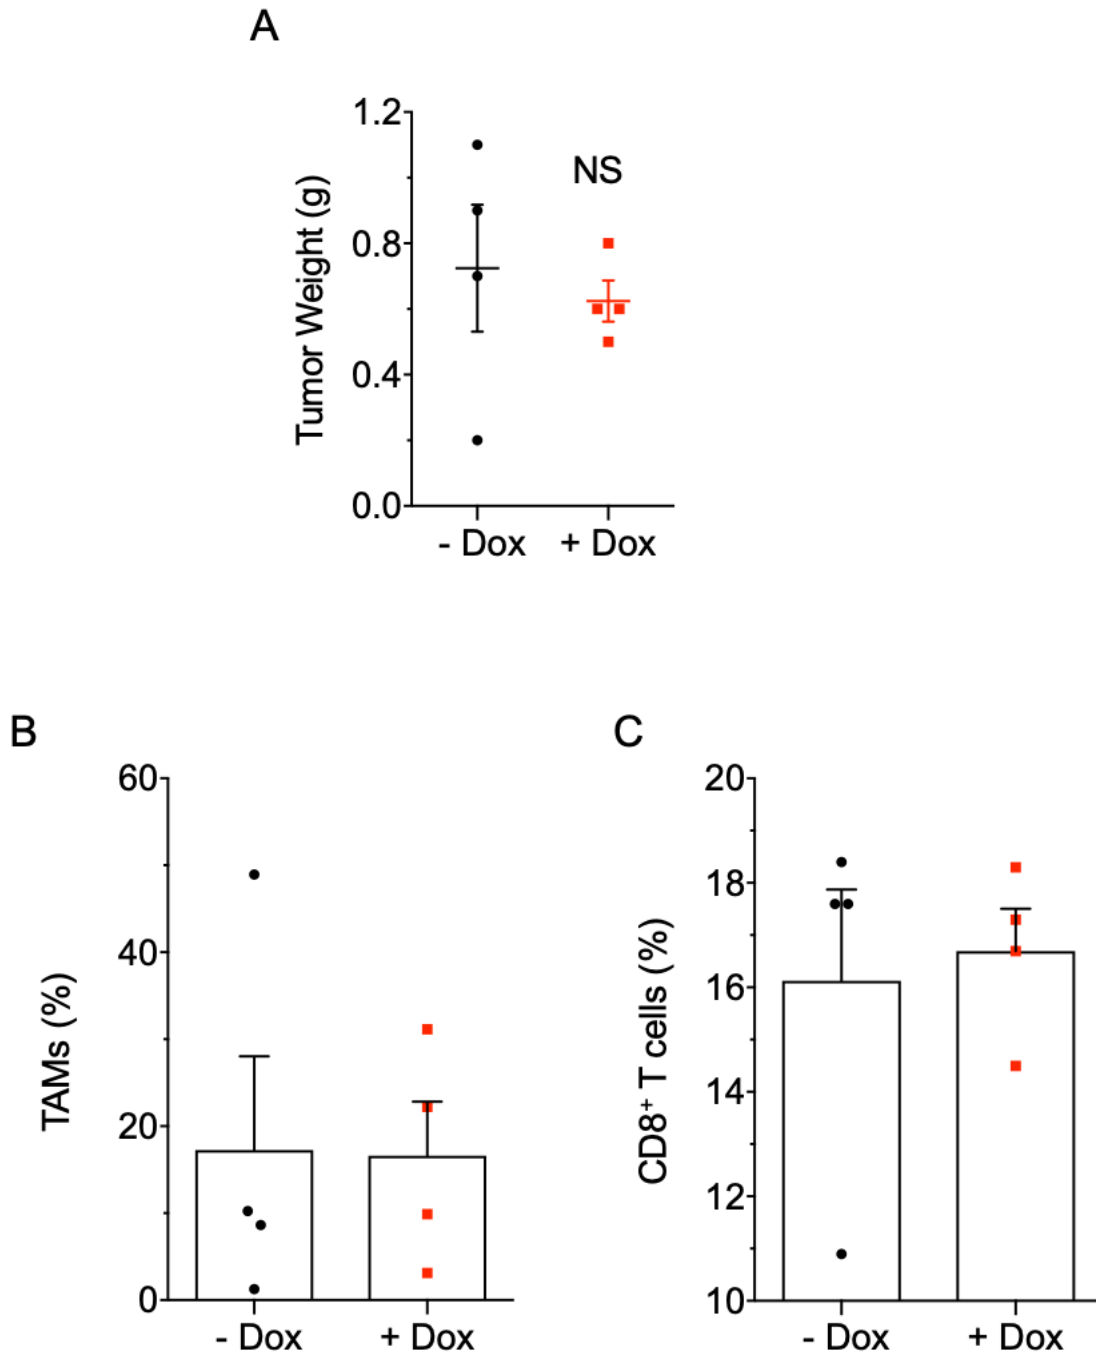 A
Tumor Weight (g)
1.2
0.8
0.4
0.0
NS
- Dox + Dox
B
TAMs (%)
60
40
20
0
- Dox + Dox
C
CD8⁺ T cells (%)
20
18
16
14
12
10
- Dox + Dox